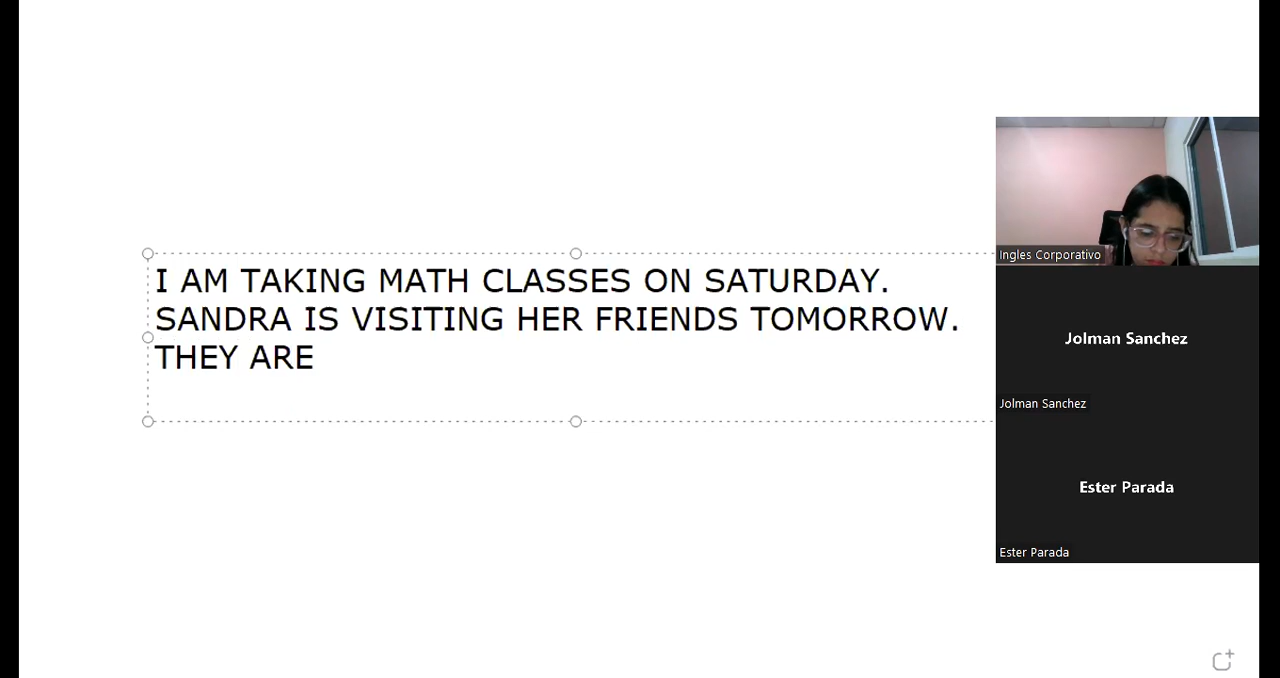 I AM TAKING MATH CLASSES ON SATURDAY.
SANDRA IS VISITING HER FRIENDS TOMORROW.
THEY ARE
Ingles Corporativo
Jolman Sanchez
Jolman Sanchez
Ester Parada
Ester Parada